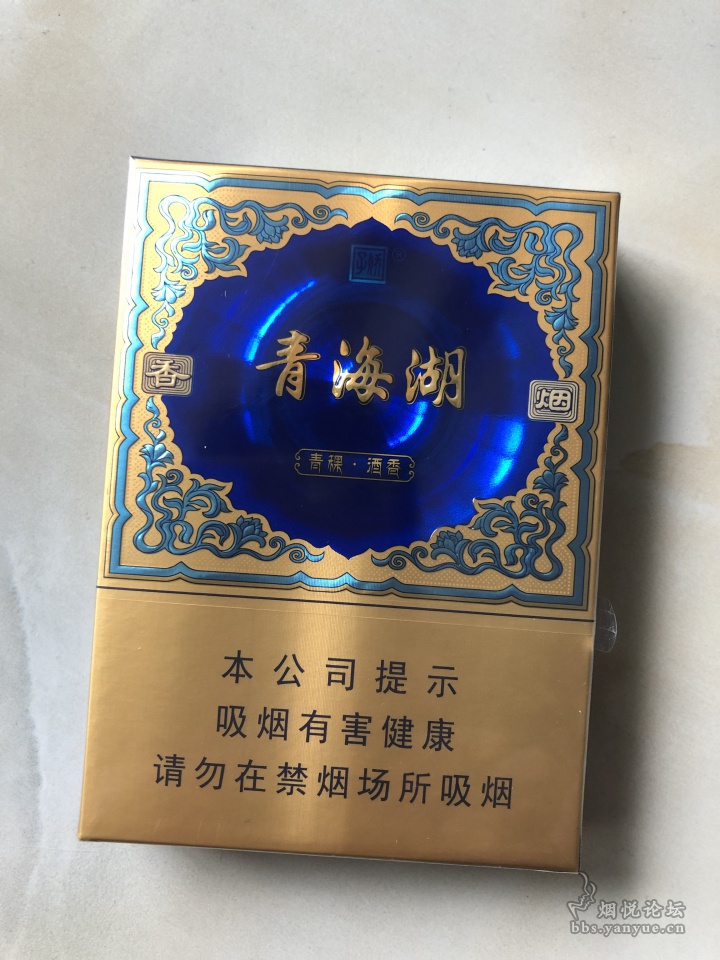 青海湖
香
烟
青稞·酒香
本公司提示
吸烟有害健康
请勿在禁烟场所吸烟
烟悦论坛
bbs.yanyue.cn